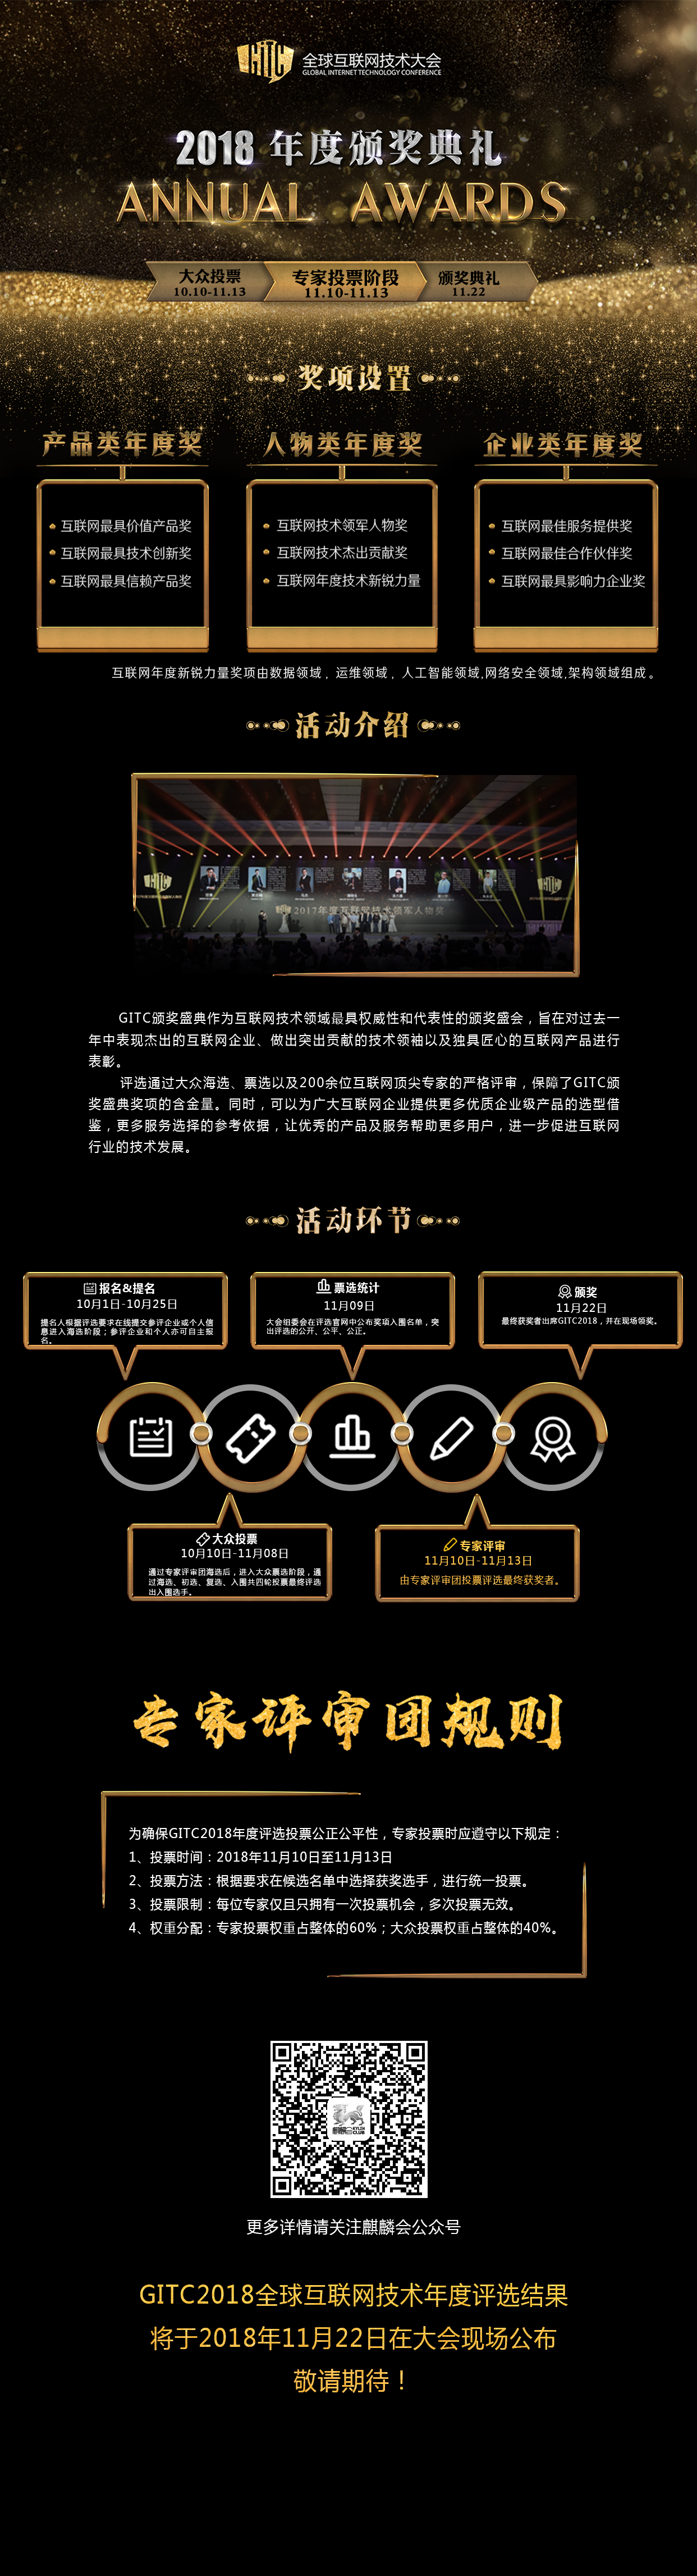 GITC
全球互联网技术大会
GLOBAL INTERNET TECHNOLOGY CONFERENCE
2018 年度颁奖典礼
ANNUAL AWARDS
大众投票
10.10-11.13
专家投票阶段
11.10-11.13
颁奖典礼
11.22
奖项设置
产品类年度奖
互联网最具价值产品奖
互联网最具技术创新奖
互联网最具信赖产品奖
人物类年度奖
互联网技术领军人物奖
互联网技术杰出贡献奖
互联网年度技术新锐力量
企业类年度奖
互联网最佳服务提供奖
互联网最佳合作伙伴奖
互联网最具影响力企业奖
互联网年度新锐力量奖项由数据领域，运维领域，人工智能领域,网络安全领域,架构领域组成。
活动介绍
GITC
GITC
2017年度互联网技术领军人物奖
GITC颁奖盛典作为互联网技术领域最具权威性和代表性的颁奖盛会，旨在对过去一
年中表现杰出的互联网企业、做出突出贡献的技术领袖以及独具匠心的互联网产品进行
表彰。
评选通过大众海选、票选以及200余位互联网顶尖专家的严格评审，保障了GITC颁
奖盛典奖项的含金量。同时，可以为广大互联网企业提供更多优质企业级产品的选型借
鉴，更多服务选择的参考依据，让优秀的产品及服务帮助更多用户，进一步促进互联网
行业的技术发展。
活动环节
报名&提名
10月1日-10月25日
提名人根据评选要求在线提交参评企业或个人信
息进入海选阶段；参评企业和个人亦可自主报
名。
票选统计
11月09日
大会组委会在评选官网中公布奖项入围名单，突
出评选的公开、公平、公正。
颁奖
11月22日
最终获奖者出席GITC2018，并在现场领奖。
大众投票
10月10日-11月08日
通过专家评审团海选后，进入大众票选阶段，通
过海选、初选、复选、入围共四轮投票最终评选
出入围选手。
专家评审
11月10日-11月13日
由专家评审团投票评选最终获奖者。
专家评审团规则
为确保GITC2018年度评选投票公正公平性，专家投票时应遵守以下规定：
1、投票时间：2018年11月10日至11月13日
2、投票方法：根据要求在候选名单中选择获奖选手，进行统一投票。
3、投票限制：每位专家仅且只拥有一次投票机会，多次投票无效。
4、权重分配：专家投票权重占整体的60%；大众投票权重占整体的40%。
麒麟会 KYLIN CLUB
更多详情请关注麒麟会公众号
GITC2018全球互联网技术年度评选结果
将于2018年11月22日在大会现场公布
敬请期待！